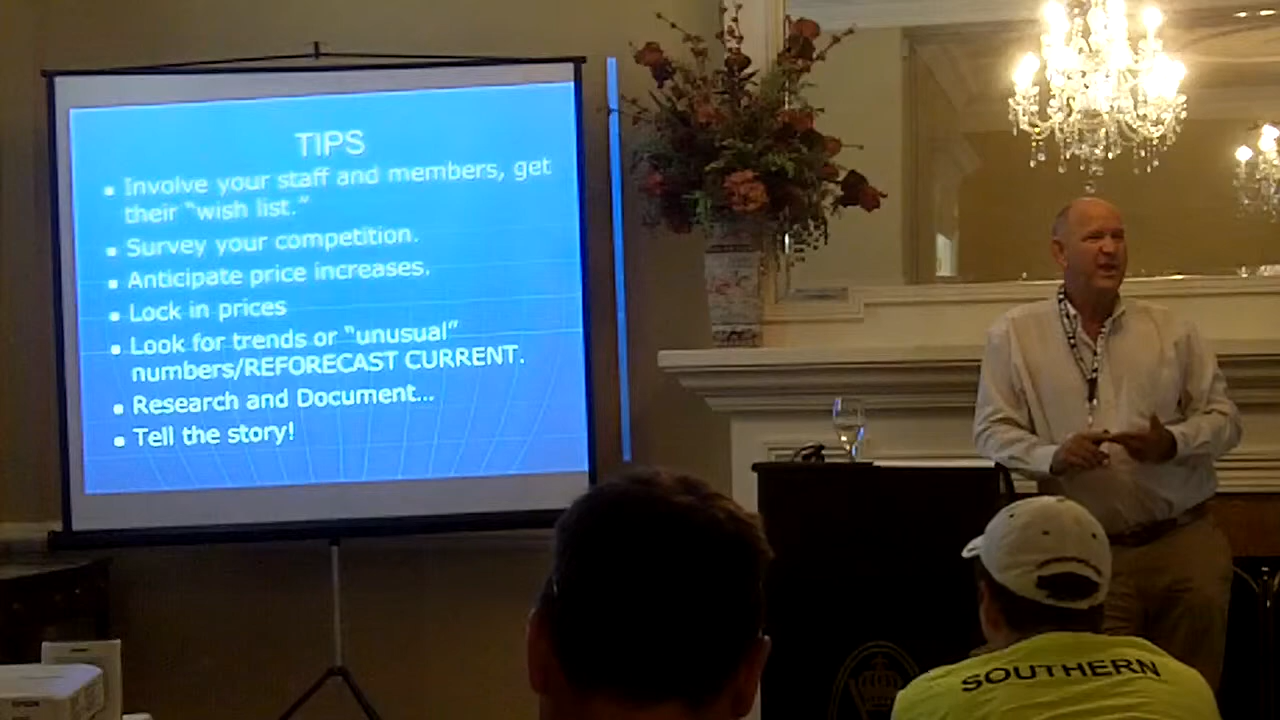 TIPS
Involve your staff and members, get
their “wish list.”
Survey your competition.
Anticipate price increases.
Lock in prices
Look for trends or “unusual”
numbers/REFORECAST CURRENT.
Research and Document...
Tell the story!
SOUTHERN
EPSON